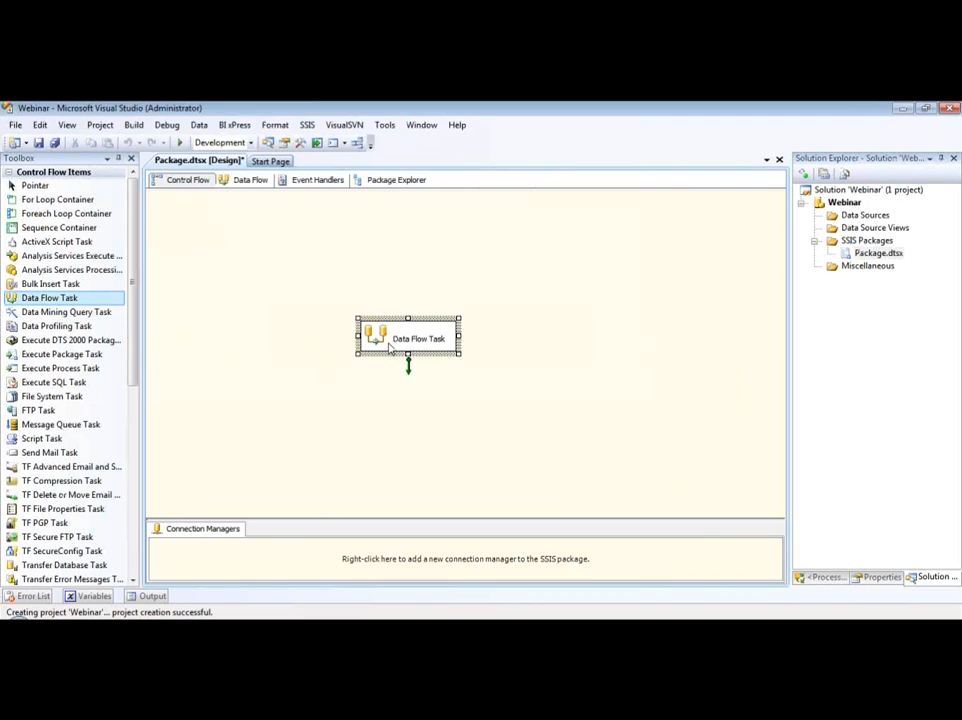 Webinar - Microsoft Visual Studio (Administrator)
File Edit View Project Build Debug Data BI xPress Format SSIS VisualSVN Tools Window Help
Development
Toolbox
Package.dtsx [Design]* Start Page
Solution Explorer - Solution 'Web...
Control Flow Items
Pointer
For Loop Container
Foreach Loop Container
Sequence Container
ActiveX Script Task
Analysis Services Execute ...
Analysis Services Processi...
Bulk Insert Task
Data Flow Task
Data Mining Query Task
Data Profiling Task
Execute DTS 2000 Packag...
Execute Package Task
Execute Process Task
Execute SQL Task
File System Task
FTP Task
Message Queue Task
Script Task
Send Mail Task
TF Advanced Email and S...
TF Compression Task
TF Delete or Move Email ...
TF File Properties Task
TF PGP Task
TF Secure FTP Task
TF SecureConfig Task
Transfer Database Task
Transfer Error Messages T...
Control Flow Data Flow Event Handlers Package Explorer
Data Flow Task
Connection Managers
Right-click here to add a new connection manager to the SSIS package.
Solution 'Webinar' (1 project)
Webinar
Data Sources
Data Source Views
SSIS Packages
Package.dtsx
Miscellaneous
<Process... Properties Solution ...
Error List Variables Output
Creating project 'Webinar'... project creation successful.